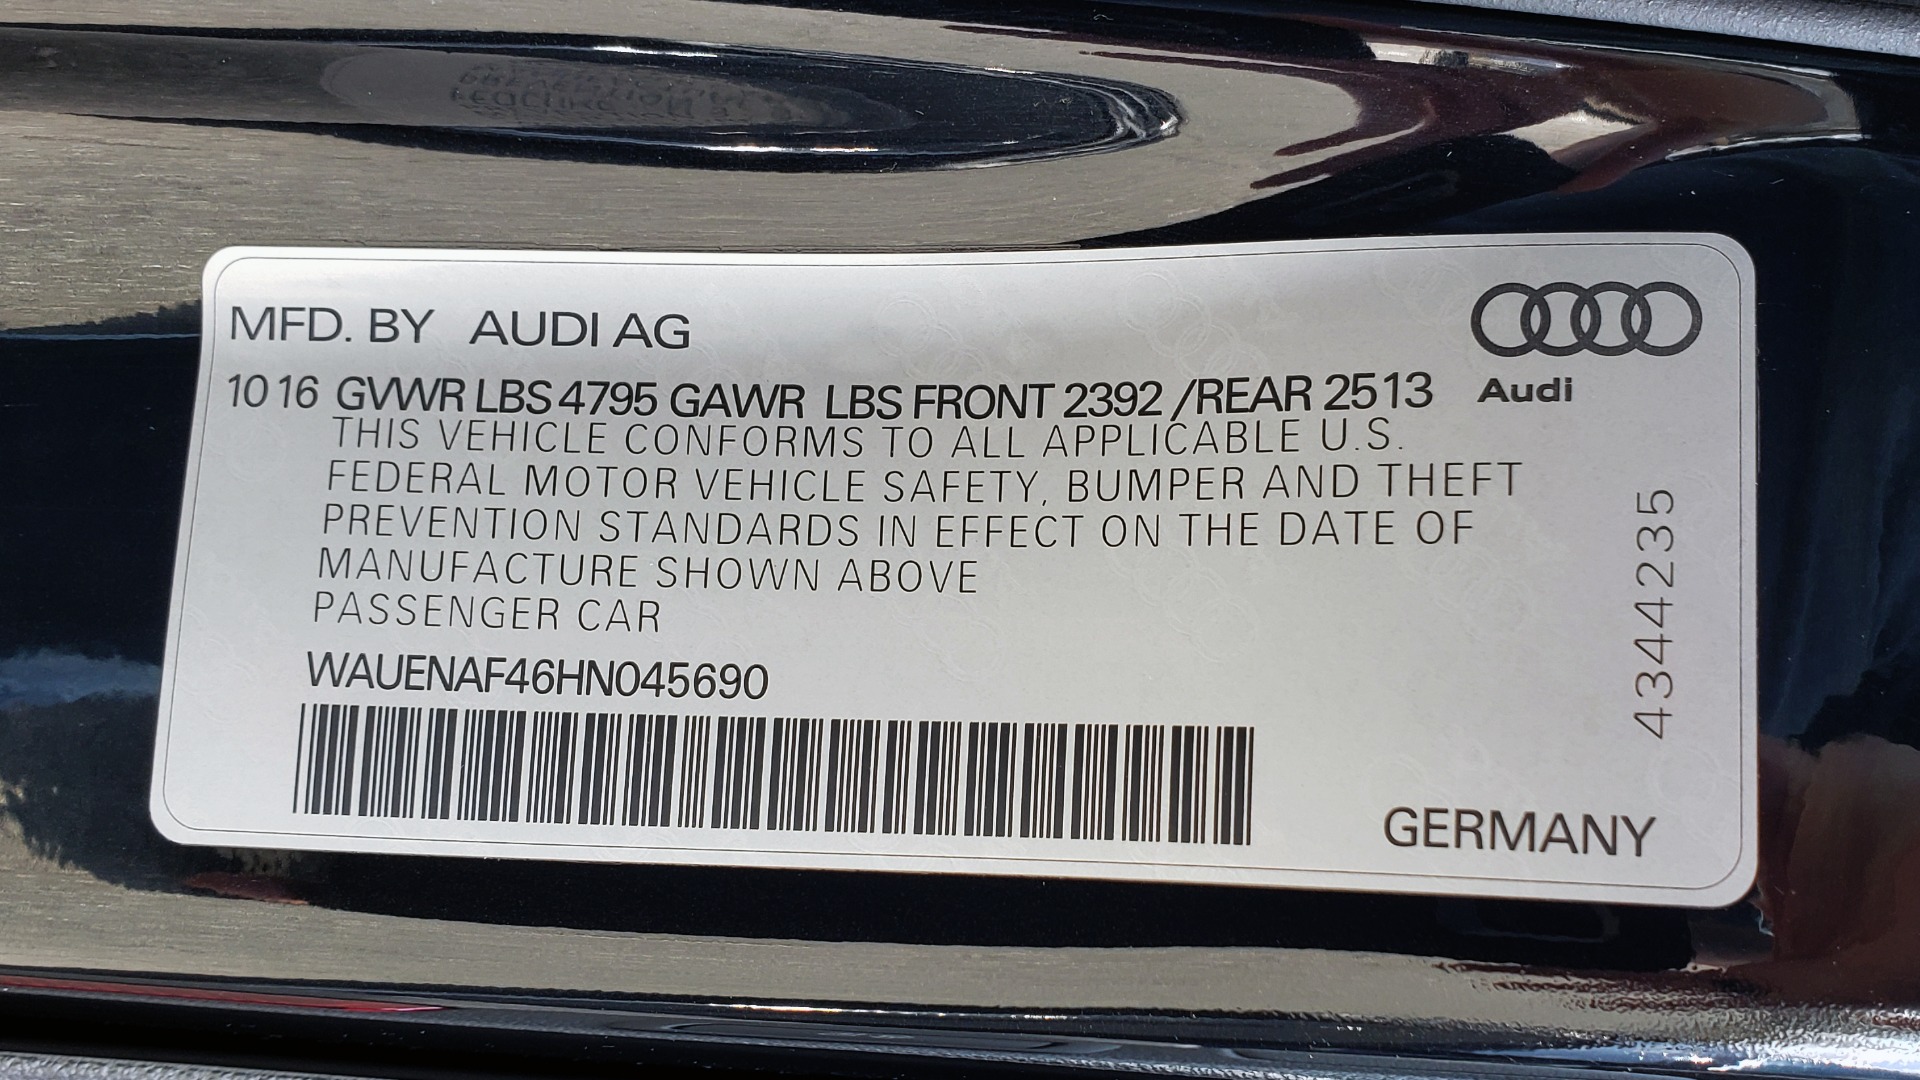 MFD. BY AUDI AG
10 16 GVWR LBS 4795 GAWR LBS FRONT 2392 /REAR 2513
Audi
THIS VEHICLE CONFORMS TO ALL APPLICABLE U.S.
FEDERAL MOTOR VEHICLE SAFETY, BUMPER AND THEFT
PREVENTION STANDARDS IN EFFECT ON THE DATE OF
MANUFACTURE SHOWN ABOVE
PASSENGER CAR
WAUENAF46HN045690
4344235
GERMANY